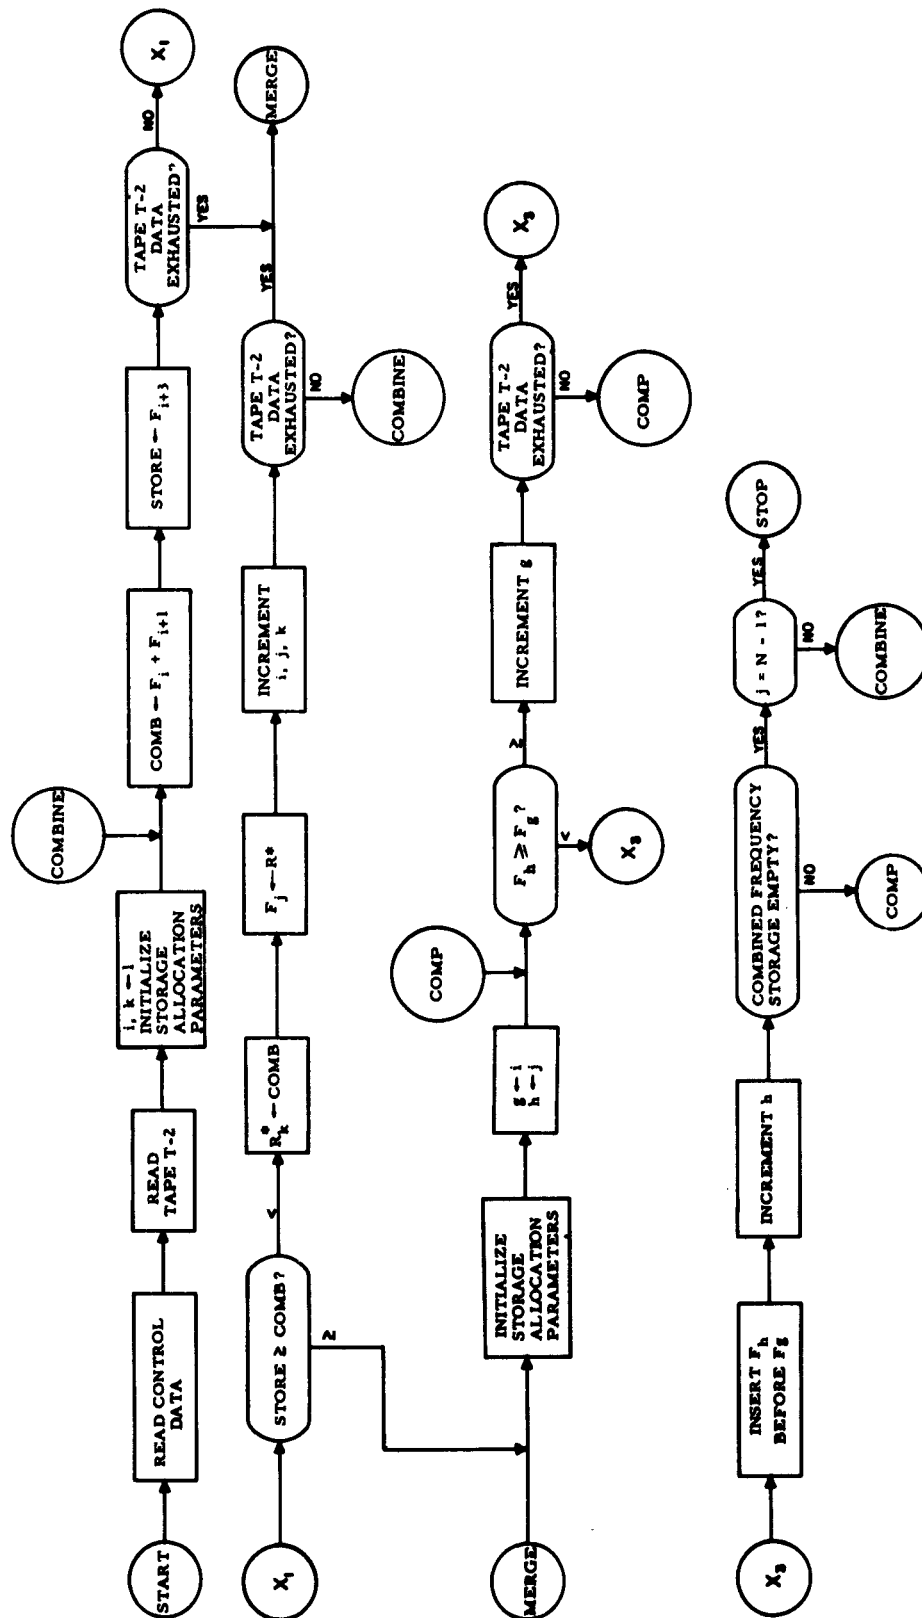 START
READ CONTROL
DATA
READ
TAPE T-2
i, k ← 1
INITIALIZE
STORAGE
ALLOCATION
PARAMETERS
COMBINE
COMB ← F_i + F_{i+1}
STORE ← F_{i+3}
TAPE T-2
DATA
EXHAUSTED?
NO
X_1
YES
X_1
STORE ≥ COMB?
<
≥
R*_k ← COMB
F_j ← R*
INCREMENT
i, j, k
TAPE T-2
DATA
EXHAUSTED?
YES
MERGE
NO
COMBINE
MERGE
INITIALIZE
STORAGE
ALLOCATION
PARAMETERS
g ← i
h ← j
COMP
F_h ≥ F_g ?
≥
<
X_3
INCREMENT g
TAPE T-2
DATA
EXHAUSTED?
YES
X_3
NO
COMP
X_3
INSERT F_h
BEFORE F_g
INCREMENT h
COMBINED FREQUENCY
STORAGE EMPTY?
YES
NO
COMP
j = N - 1?
YES
STOP
NO
COMBINE